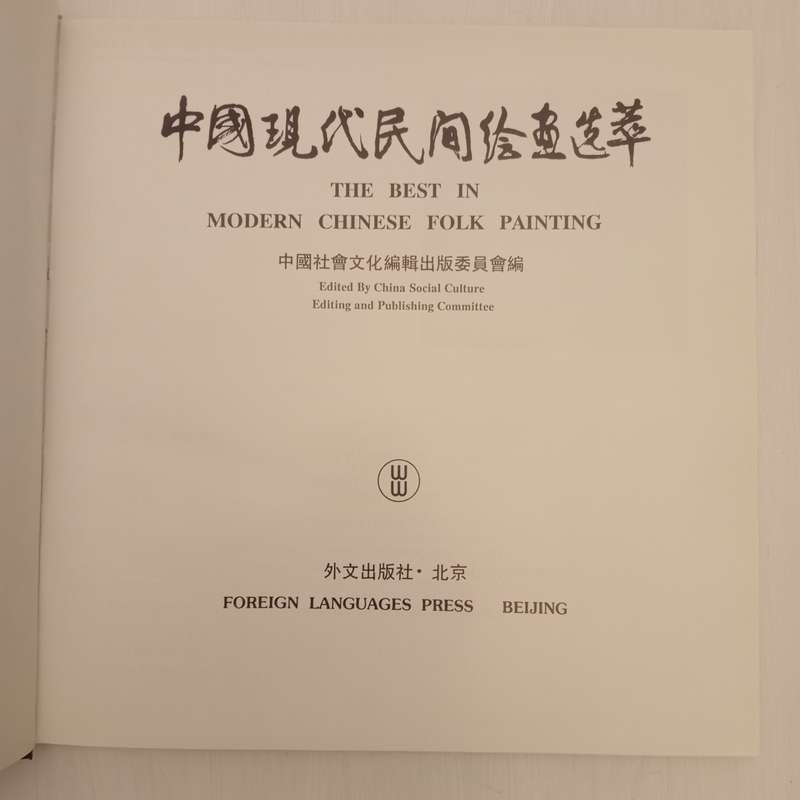 中國現代民间绘画选萃
THE BEST IN
MODERN CHINESE FOLK PAINTING
中國社會文化編輯出版委員會編
Edited By China Social Culture
Editing and Publishing Committee
WW
外文出版社·北京
FOREIGN LANGUAGES PRESS BEIJING